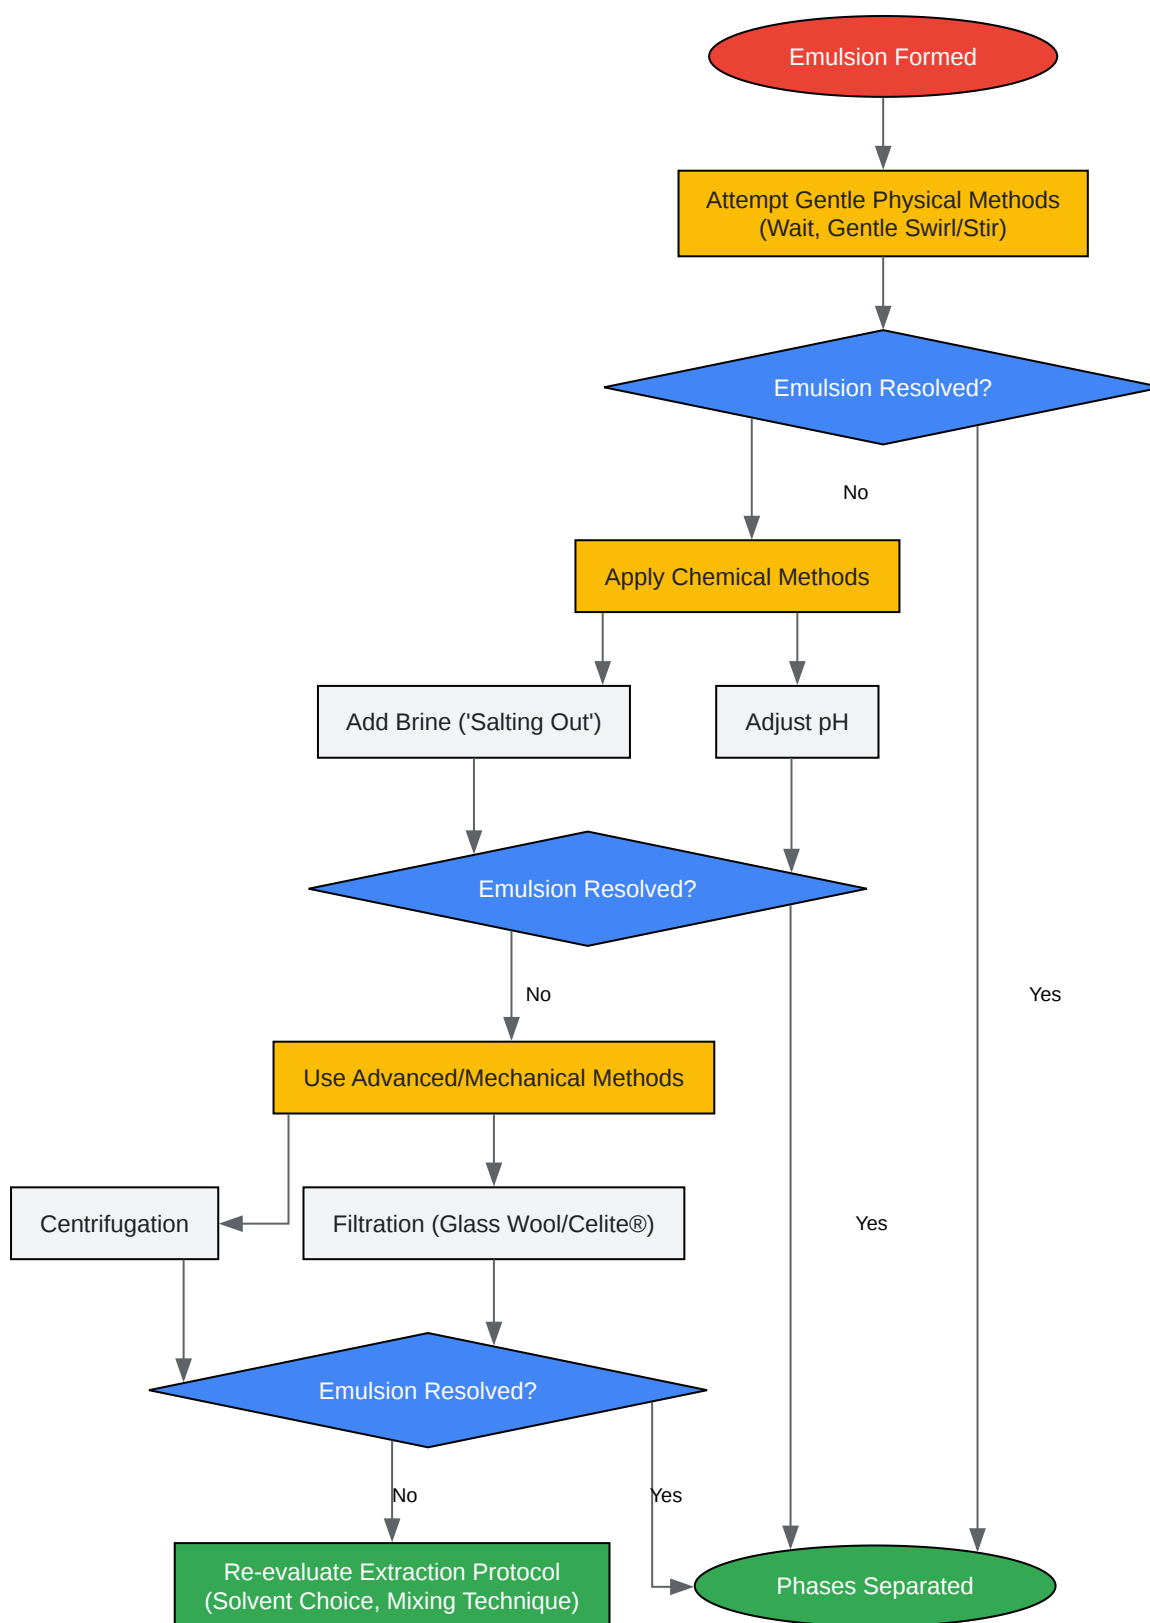 Emulsion Formed
Attempt Gentle Physical Methods
(Wait, Gentle Swirl/Stir)
Emulsion Resolved?
No
Apply Chemical Methods
Add Brine ('Salting Out')
Adjust pH
Emulsion Resolved?
No
Yes
Use Advanced/Mechanical Methods
Centrifugation
Filtration (Glass Wool/Celite®)
Yes
Emulsion Resolved?
No
Yes
Re-evaluate Extraction Protocol
(Solvent Choice, Mixing Technique)
Phases Separated